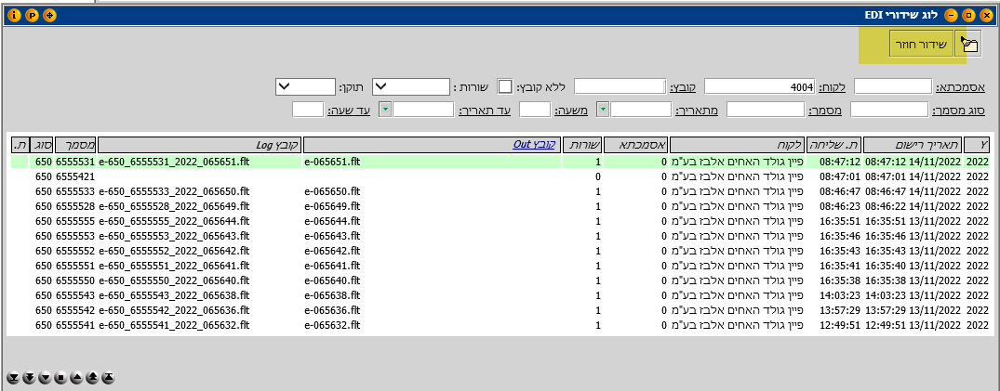 לוג שידורי EDI
שידור חוזר
אסמכתא: לקוח: 4004 קובץ: ללא קובץ: שורות : תוקן:
סוג מסמך: מסמך: מתאריך: משעה: עד תאריך: עד שעה:
Y תאריך רישום ת. שליחה לקוח אסמכתא שורות קובץ Out קובץ Log מסמך סוג ת.
2022 14/11/2022 08:47:12 08:47:12 פיין גולד האחים אלבז בע"מ 0 1 e-065651.flt e-650_6555531_2022_065651.flt 6555531 650
2022 14/11/2022 08:47:01 08:47:01 פיין גולד האחים אלבז בע"מ 0 0 6555421 650
2022 14/11/2022 08:46:47 08:46:47 פיין גולד האחים אלבז בע"מ 0 1 e-065650.flt e-650_6555533_2022_065650.flt 6555533 650
2022 14/11/2022 08:46:22 08:46:23 פיין גולד האחים אלבז בע"מ 0 1 e-065649.flt e-650_6555528_2022_065649.flt 6555528 650
2022 13/11/2022 16:35:51 16:35:51 פיין גולד האחים אלבז בע"מ 0 1 e-065644.flt e-650_6555555_2022_065644.flt 6555555 650
2022 13/11/2022 16:35:46 16:35:46 פיין גולד האחים אלבז בע"מ 0 1 e-065643.flt e-650_6555553_2022_065643.flt 6555553 650
2022 13/11/2022 16:35:43 16:35:43 פיין גולד האחים אלבז בע"מ 0 1 e-065642.flt e-650_6555552_2022_065642.flt 6555552 650
2022 13/11/2022 16:35:40 16:35:41 פיין גולד האחים אלבז בע"מ 0 1 e-065641.flt e-650_6555551_2022_065641.flt 6555551 650
2022 13/11/2022 16:35:38 16:35:38 פיין גולד האחים אלבז בע"מ 0 1 e-065640.flt e-650_6555550_2022_065640.flt 6555550 650
2022 13/11/2022 14:03:23 14:03:23 פיין גולד האחים אלבז בע"מ 0 1 e-065638.flt e-650_6555543_2022_065638.flt 6555543 650
2022 13/11/2022 13:57:29 13:57:29 פיין גולד האחים אלבז בע"מ 0 1 e-065636.flt e-650_6555542_2022_065636.flt 6555542 650
2022 13/11/2022 12:49:51 12:49:51 פיין גולד האחים אלבז בע"מ 0 1 e-065632.flt e-650_6555541_2022_065632.flt 6555541 650